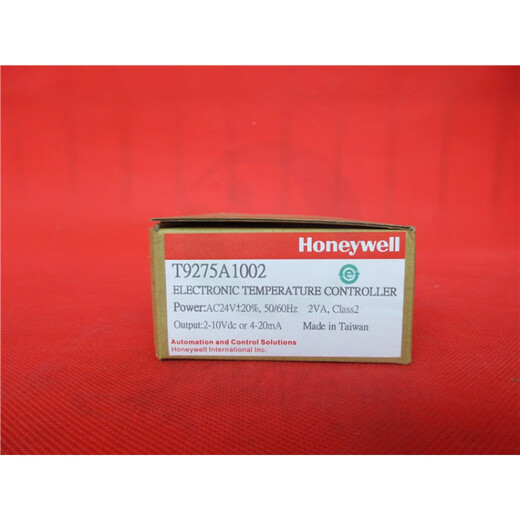 Honeywell
T9275A1002
ELECTRONIC TEMPERATURE CONTROLLER
Power:AC24V±20%, 50/60Hz 2VA, Class2
Output:2-10Vdc or 4-20mA Made in Taiwan
Automation and Control Solutions
Honeywell International Inc.